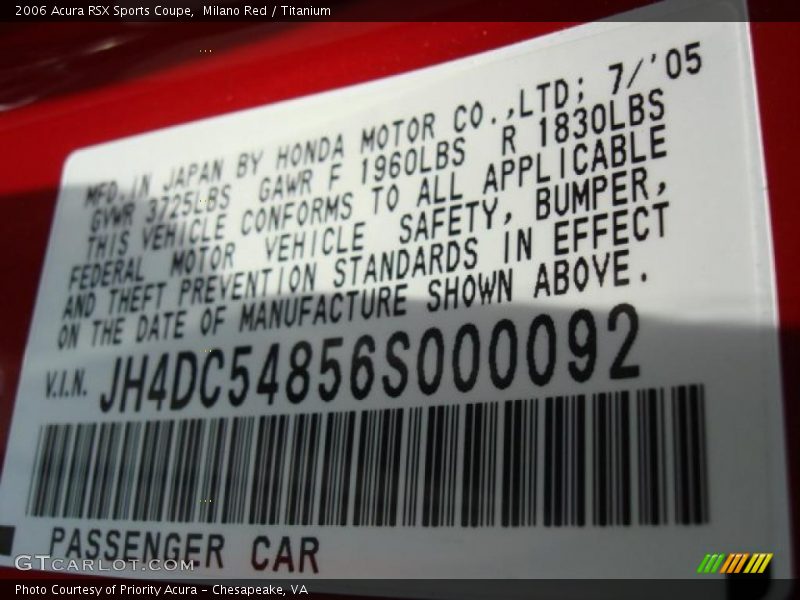 2006 Acura RSX Sports Coupe,  Milano Red / Titanium
MFD. IN JAPAN BY HONDA MOTOR CO.,LTD; 7/'05
GVWR 3725LBS GAWR F 1960LBS R 1830LBS
THIS VEHICLE CONFORMS TO ALL APPLICABLE
FEDERAL MOTOR VEHICLE SAFETY, BUMPER,
AND THEFT PREVENTION STANDARDS IN EFFECT
ON THE DATE OF MANUFACTURE SHOWN ABOVE.
V.I.N. JH4DC54856S000092
PASSENGER CAR
GTCarlot.com
Photo Courtesy of Priority Acura - Chesapeake, VA